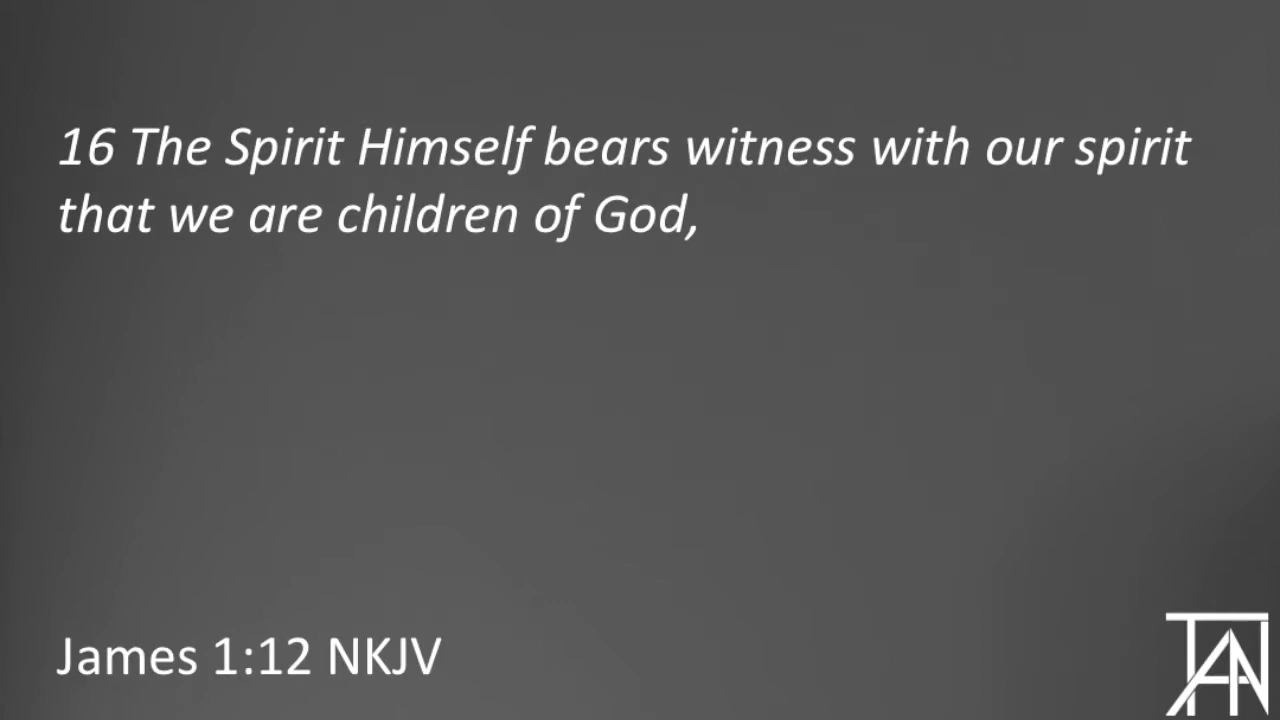 16 The Spirit Himself bears witness with our spirit
that we are children of God,
James 1:12 NKJV
TAN